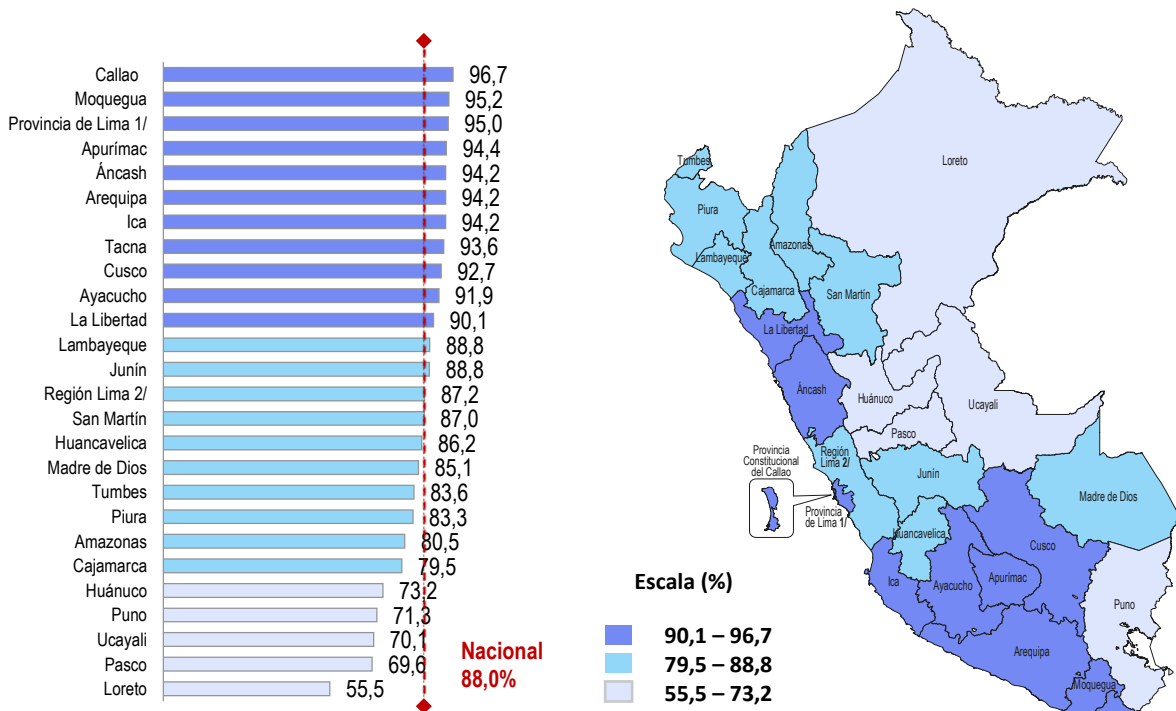 Callao 96,7
Moquegua 95,2
Provincia de Lima 1/ 95,0
Apurímac 94,4
Áncash 94,2
Arequipa 94,2
Ica 94,2
Tacna 93,6
Cusco 92,7
Ayacucho 91,9
La Libertad 90,1
Lambayeque 88,8
Junín 88,8
Región Lima 2/ 87,2
San Martín 87,0
Huancavelica 86,2
Madre de Dios 85,1
Tumbes 83,6
Piura 83,3
Amazonas 80,5
Cajamarca 79,5
Huánuco 73,2
Puno 71,3
Ucayali 70,1
Pasco 69,6
Loreto 55,5
Nacional
88,0%
Loreto
Tumbes
Piura
Amazonas
Lambayeque
Cajamarca
San Martín
La Libertad
Áncash
Huánuco
Ucayali
Pasco
Región
Lima 2/
Provincia
Constitucional
del Callao
Junín
Madre de Dios
Provincia
de Lima 1/
Huancavelica
Cusco
Ica
Ayacucho
Apurímac
Puno
Arequipa
Moquegua
Escala (%)
90,1 – 96,7
79,5 – 88,8
55,5 – 73,2